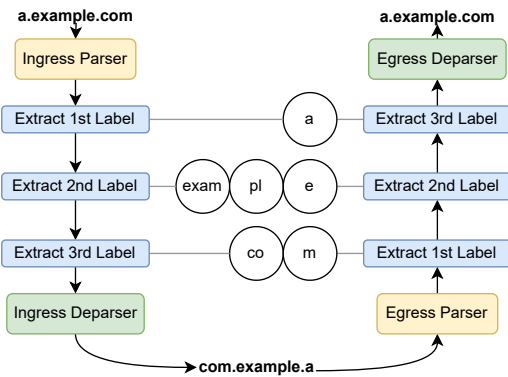 a.example.com a.example.com
Ingress Parser Egress Deparser
Extract 1st Label a Extract 3rd Label
Extract 2nd Label exam pl e Extract 2nd Label
Extract 3rd Label co m Extract 1st Label
Ingress Deparser Egress Parser
com.example.a